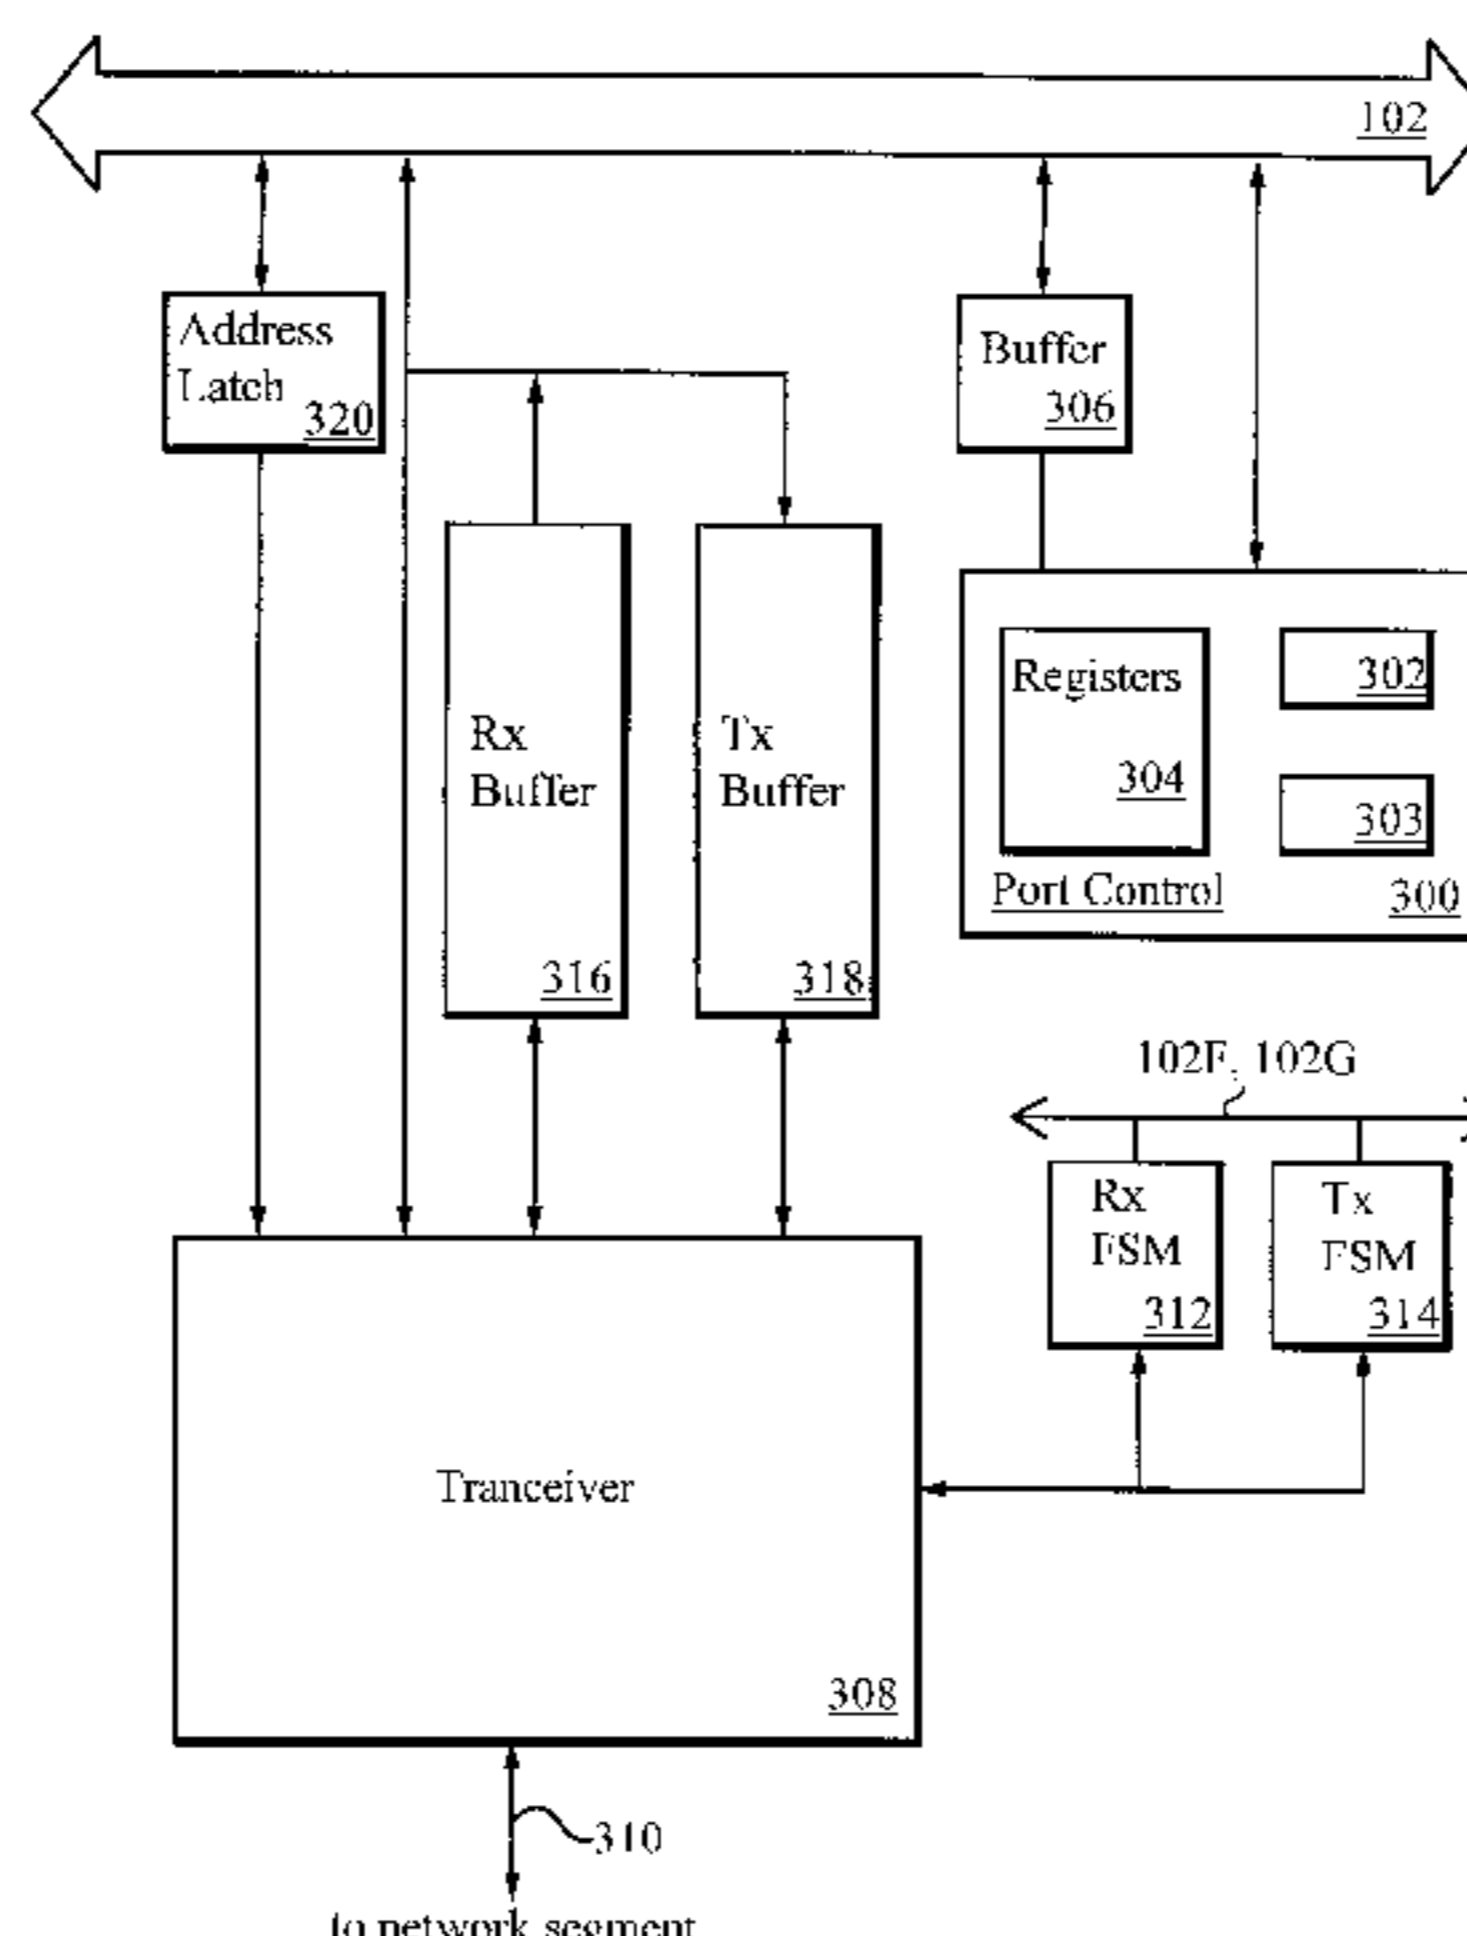 102
Address
Latch
320
Buffer
306
Registers
304
302
303
Port Control
300
Rx
Buffer
316
Tx
Buffer
318
102F, 102G
Rx
FSM
312
Tx
FSM
314
Tranceiver
308
310
to network segment